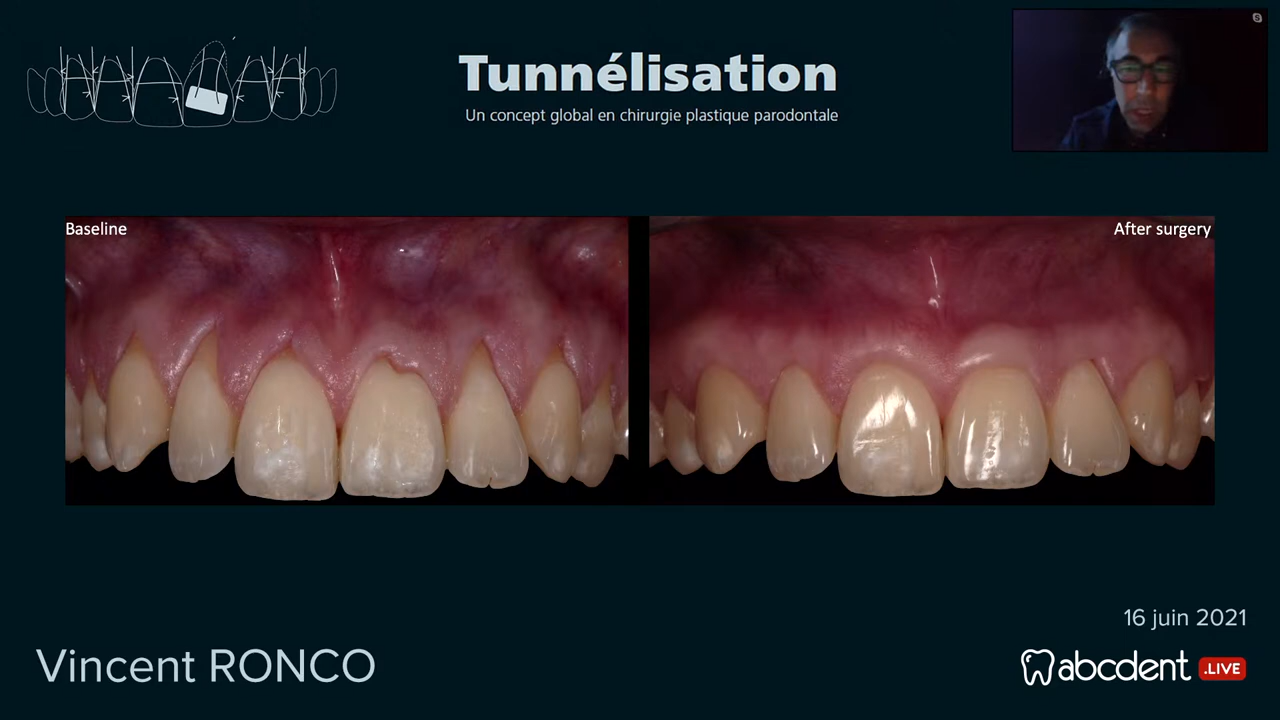 Tunnélisation
Un concept global en chirurgie plastique parodontale
Baseline
After surgery
16 juin 2021
Vincent RONCO
abcdent .LIVE